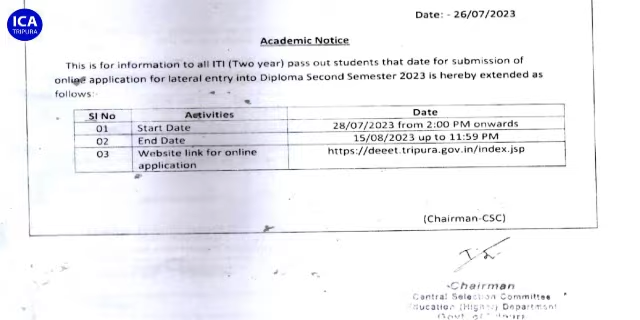 ICA
TRIPURA
Date: - 26/07/2023
Academic Notice
This is for information to all ITI (Two year) pass out students that date for submission of
online application for lateral entry into Diploma Second Semester 2023 is hereby extended as
follows:-
Sl No Activities Date
01 Start Date 28/07/2023 from 2:00 PM onwards
02 End Date 15/08/2023 up to 11:59 PM
03 Website link for online https://deeet.tripura.gov.in/index.jsp
application
(Chairman-CSC)
Chairman
Central Selection Committee
Education (Higher) Department
Govt. of